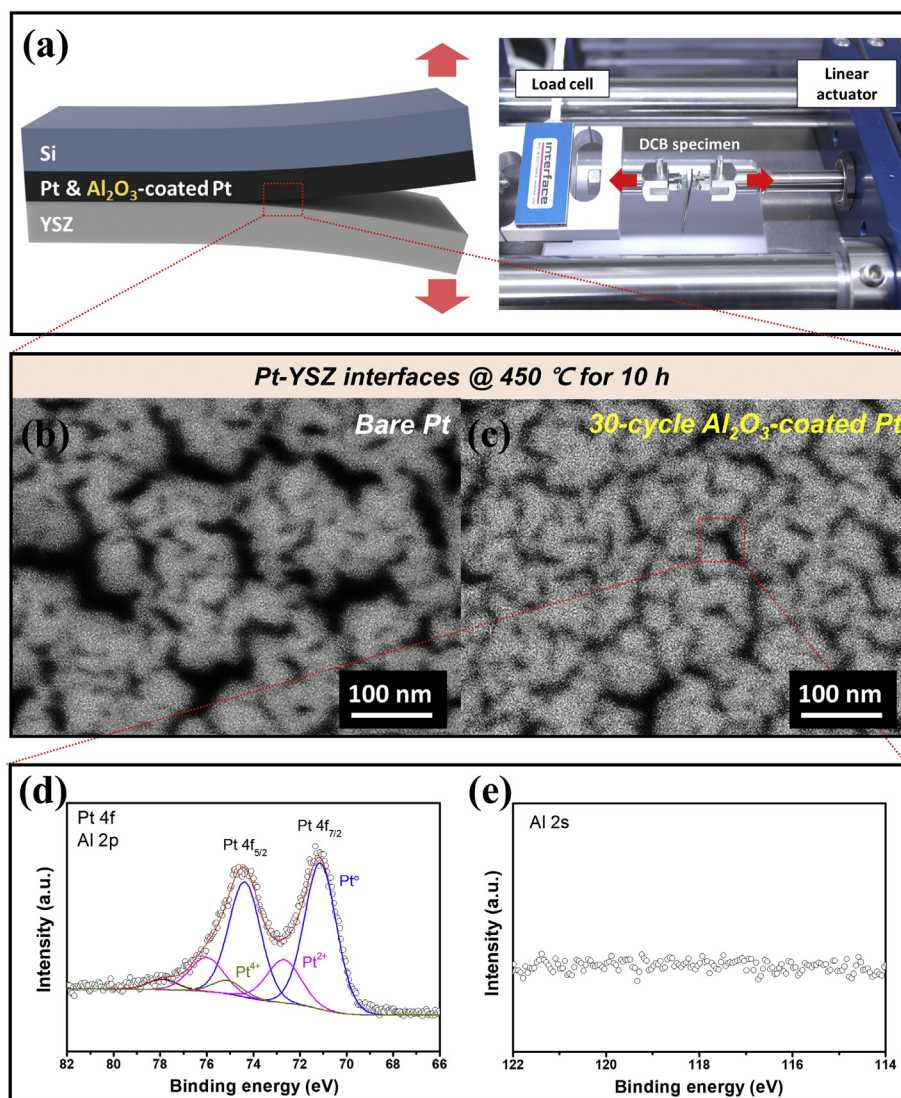 (a)
Si
Pt & Al₂O₃-coated Pt
YSZ
Load cell
Linear
actuator
DCB specimen
Interface
Pt-YSZ interfaces @ 450 ℃ for 10 h
(b)
Bare Pt
100 nm
(c)
30-cycle Al₂O₃-coated Pt
100 nm
(d)
Pt 4f
Al 2p
Pt 4f5/2
Pt 4f7/2
Pt⁰
Pt²⁺
Pt⁴⁺
Intensity (a.u.)
82 80 78 76 74 72 70 68 66
Binding energy (eV)
(e)
Al 2s
Intensity (a.u.)
122 120 118 116 114
Binding energy (eV)